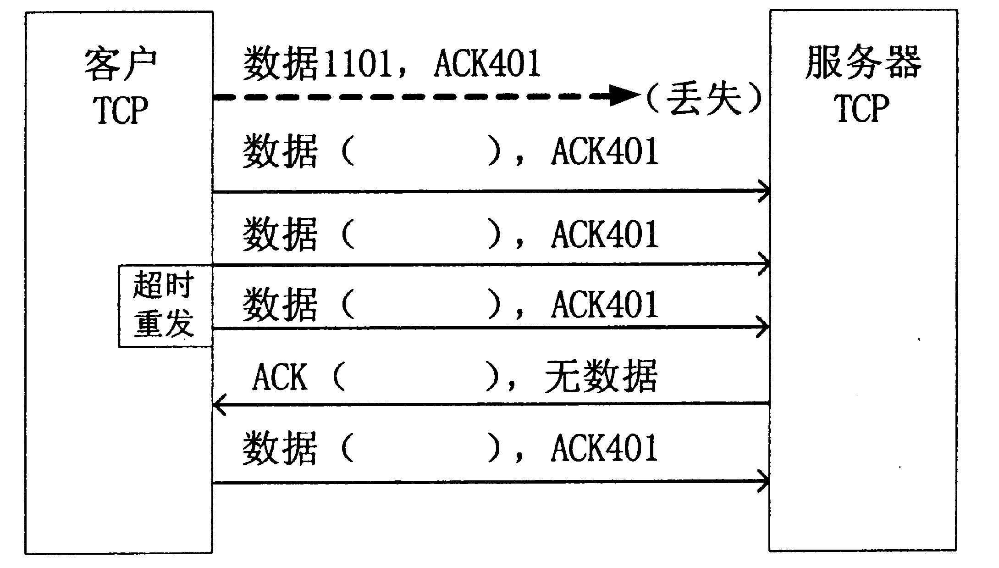 客户
TCP
数据1101，ACK401
(丢失)
服务器
TCP
数据（ ），ACK401
数据（ ），ACK401
超时
重发
数据（ ），ACK401
ACK（ ），无数据
数据（ ），ACK401